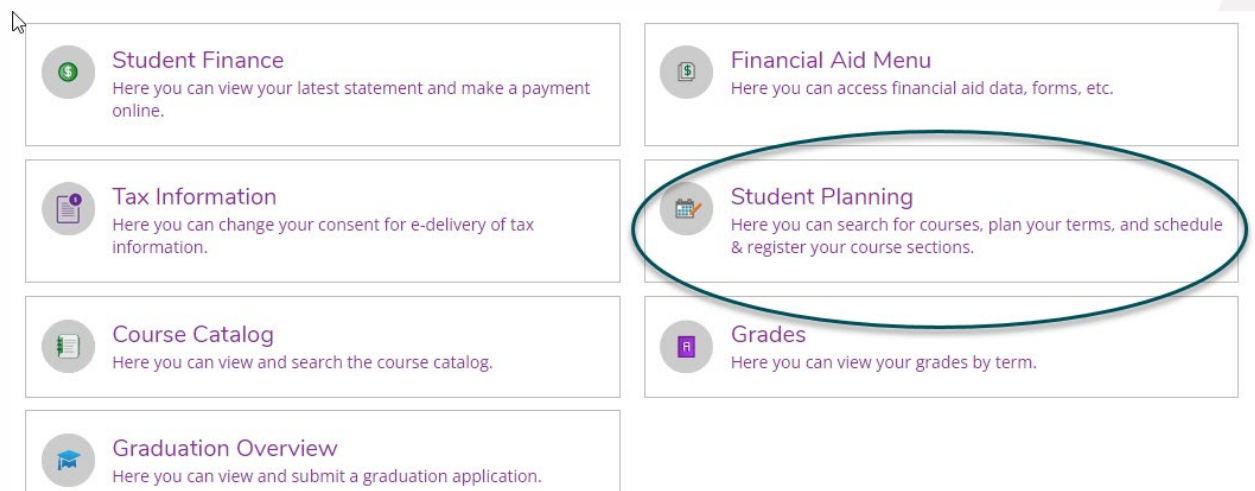 Student Finance
Here you can view your latest statement and make a payment
online.
Financial Aid Menu
Here you can access financial aid data, forms, etc.
Tax Information
Here you can change your consent for e-delivery of tax
information.
Student Planning
Here you can search for courses, plan your terms, and schedule
& register your course sections.
Course Catalog
Here you can view and search the course catalog.
Grades
Here you can view your grades by term.
Graduation Overview
Here you can view and submit a graduation application.